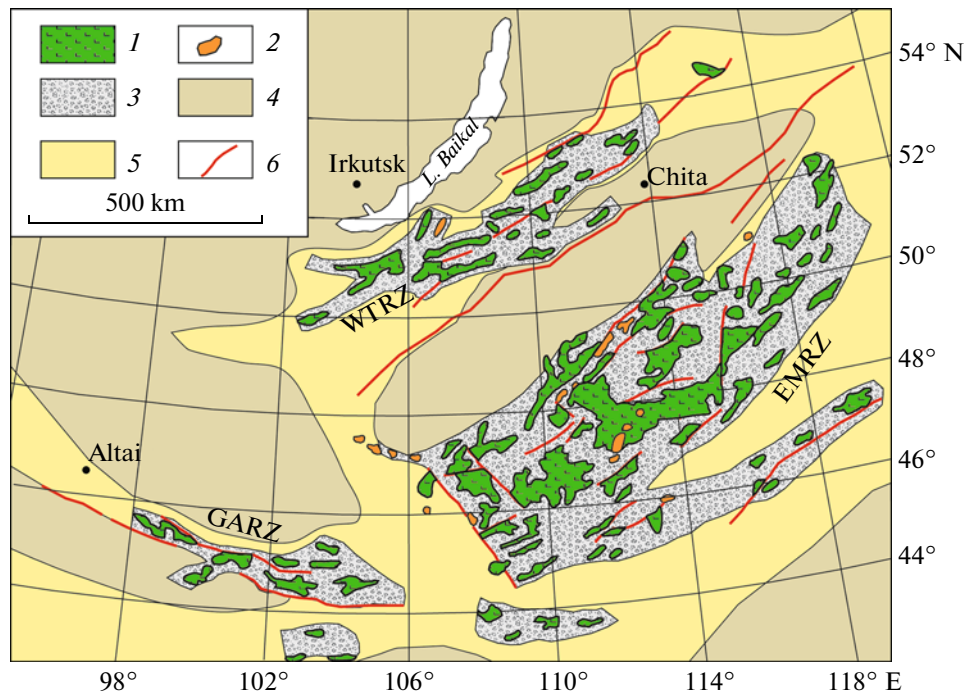 1 2
3 4
5 6
500 km
54° N
52°
50°
48°
46°
44°
Irkutsk
L. Baikal
Chita
WTRZ
EMRZ
Altai
GARZ
98° 102° 106° 110° 114° 118° E